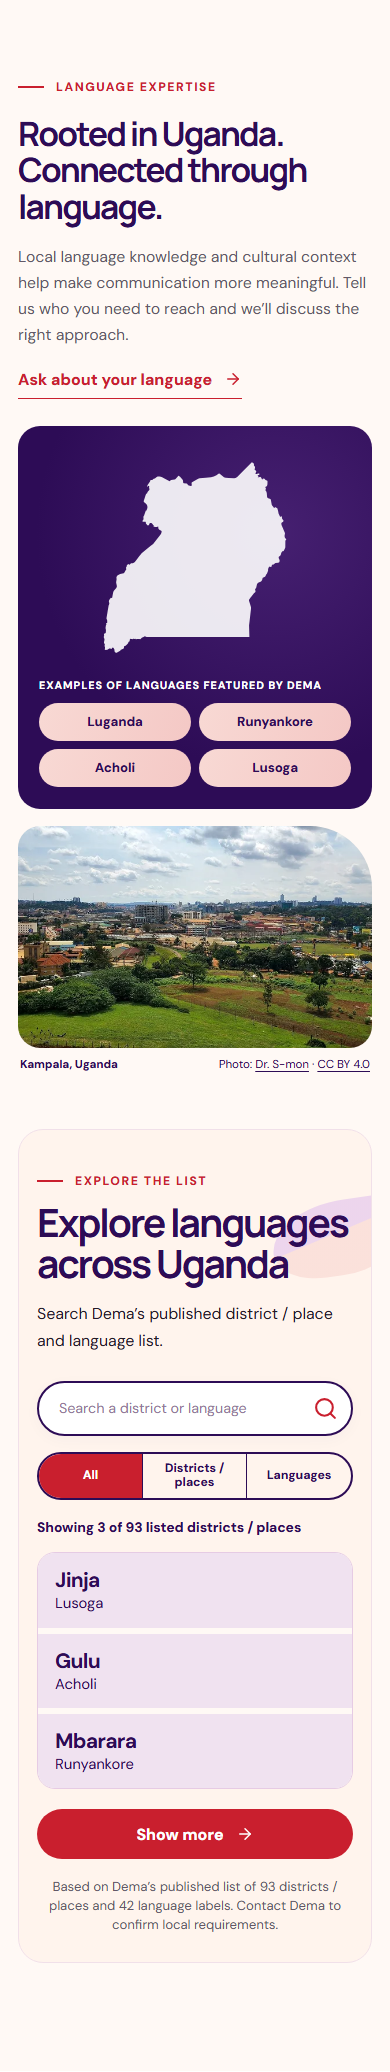 LANGUAGE EXPERTISE
Rooted in Uganda.
Connected through
language.
Local language knowledge and cultural context
help make communication more meaningful. Tell
us who you need to reach and we’ll discuss the
right approach.
Ask about your language →
EXAMPLES OF LANGUAGES FEATURED BY DEMA
Luganda
Runyankore
Acholi
Lusoga
Kampala, Uganda
Photo: Dr. S-mon · CC BY 4.0
EXPLORE THE LIST
Explore languages
across Uganda
Search Dema’s published district / place
and language list.
Search a district or language
All
Districts /
places
Languages
Showing 3 of 93 listed districts / places
Jinja
Lusoga
Gulu
Acholi
Mbarara
Runyankore
Show more →
Based on Dema’s published list of 93 districts /
places and 42 language labels. Contact Dema to
confirm local requirements.